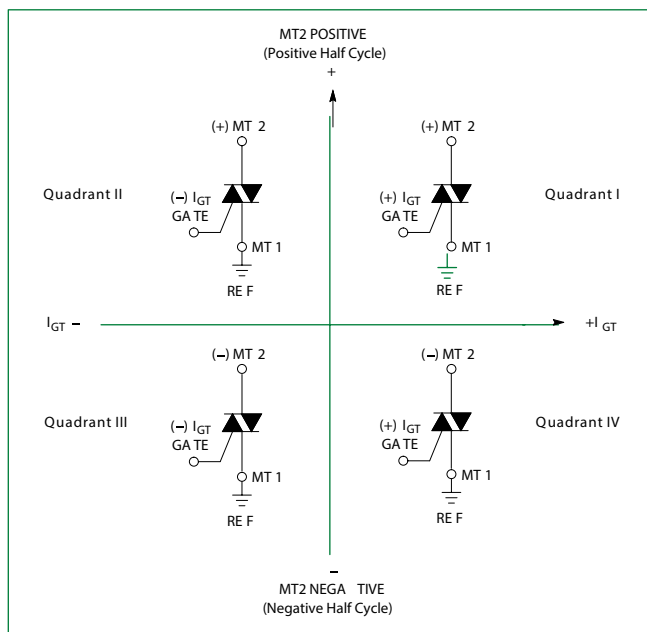 MT2 POSITIVE
(Positive Half Cycle)
+
(+) MT 2
Quadrant II
(−) IGT
GA TE
MT 1
RE F
(+) MT 2
Quadrant I
(+) IGT
GA TE
MT 1
RE F
IGT −
+I GT
(−) MT 2
Quadrant III
(−) IGT
GA TE
MT 1
RE F
(−) MT 2
Quadrant IV
(+) IGT
GA TE
MT 1
RE F
−
MT2 NEGA TIVE
(Negative Half Cycle)